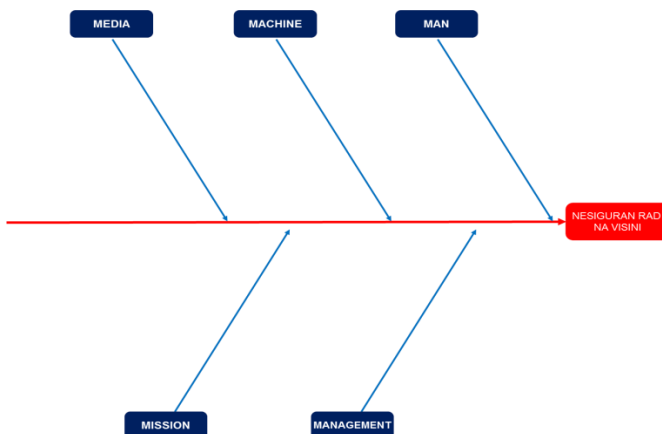 MEDIA
MACHINE
MAN
NESIGURAN RAD
NA VISINI
MISSION
MANAGEMENT